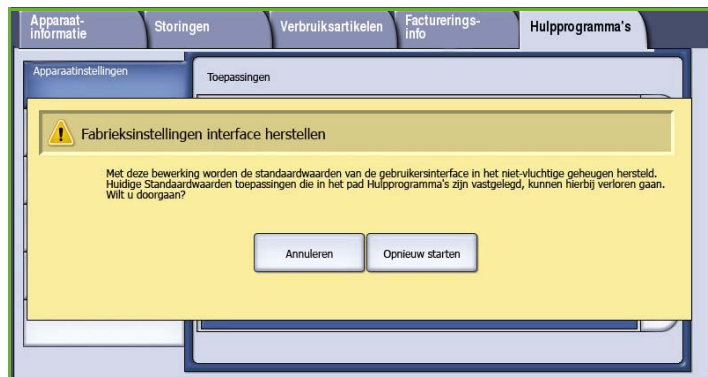 Apparaat-
informatie
Storingen
Verbruiksartikelen
Facturerings-
info
Hulpprogramma's
Apparaatinstellingen
Toepassingen
Fabrieksinstellingen interface herstellen
Met deze bewerking worden de standaardwaarden van de gebruikersinterface in het niet-vluchtige geheugen hersteld.
Huidige Standaardwaarden toepassingen die in het pad Hulpprogramma's zijn vastgelegd, kunnen hierbij verloren gaan.
Wilt u doorgaan?
Annuleren
Opnieuw starten